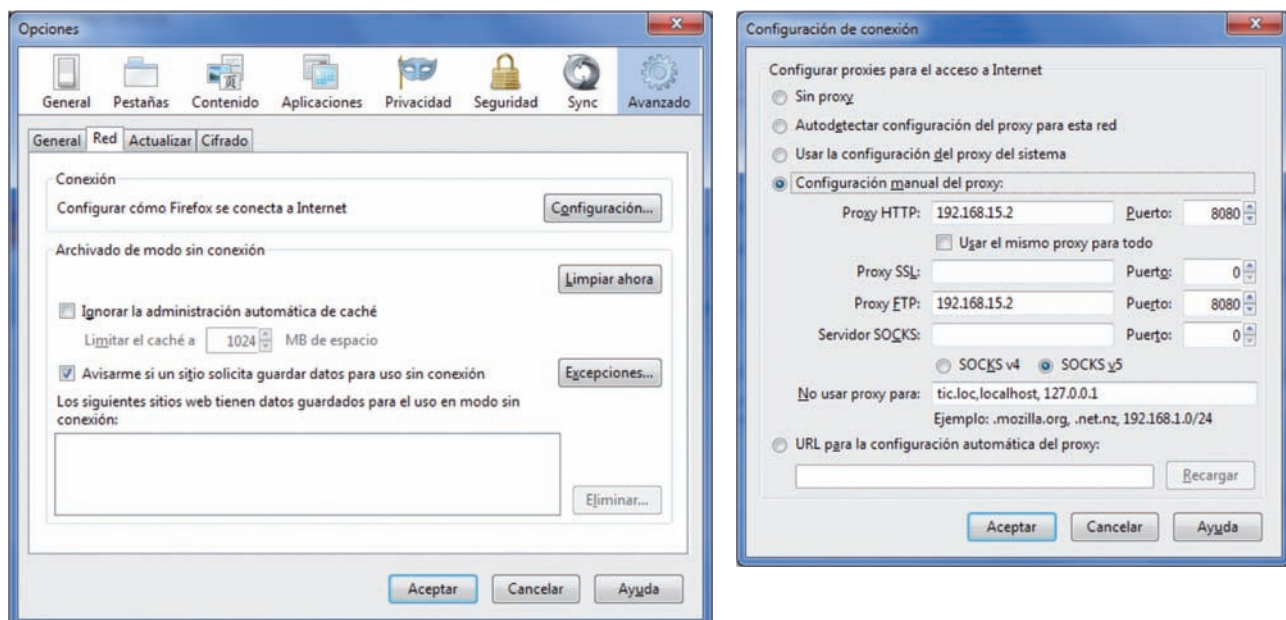 Opciones
General Pestañas Contenido Aplicaciones Privacidad Seguridad Sync Avanzado
General Red Actualizar Cifrado
Conexión
Configurar cómo Firefox se conecta a Internet Configuración...
Archivado de modo sin conexión
Limpiar ahora
Ignorar la administración automática de caché
Limitar el caché a 1024 MB de espacio
Avisarme si un sitio solicita guardar datos para uso sin conexión Excepciones...
Los siguientes sitios web tienen datos guardados para el uso en modo sin
conexión:
Eliminar...
Aceptar Cancelar Ayuda
Configuración de conexión
Configurar proxies para el acceso a Internet
Sin proxy
Autodetectar configuración del proxy para esta red
Usar la configuración del proxy del sistema
Configuración manual del proxy:
Proxy HTTP: 192.168.15.2 Puerto: 8080
Usar el mismo proxy para todo
Proxy SSL: Puerto: 0
Proxy FTP: 192.168.15.2 Puerto: 8080
Servidor SOCKS: Puerto: 0
SOCKS v4 SOCKS v5
No usar proxy para: tic.loc,localhost, 127.0.0.1
Ejemplo: .mozilla.org, .net.nz, 192.168.1.0/24
URL para la configuración automática del proxy:
Recargar
Aceptar Cancelar Ayuda